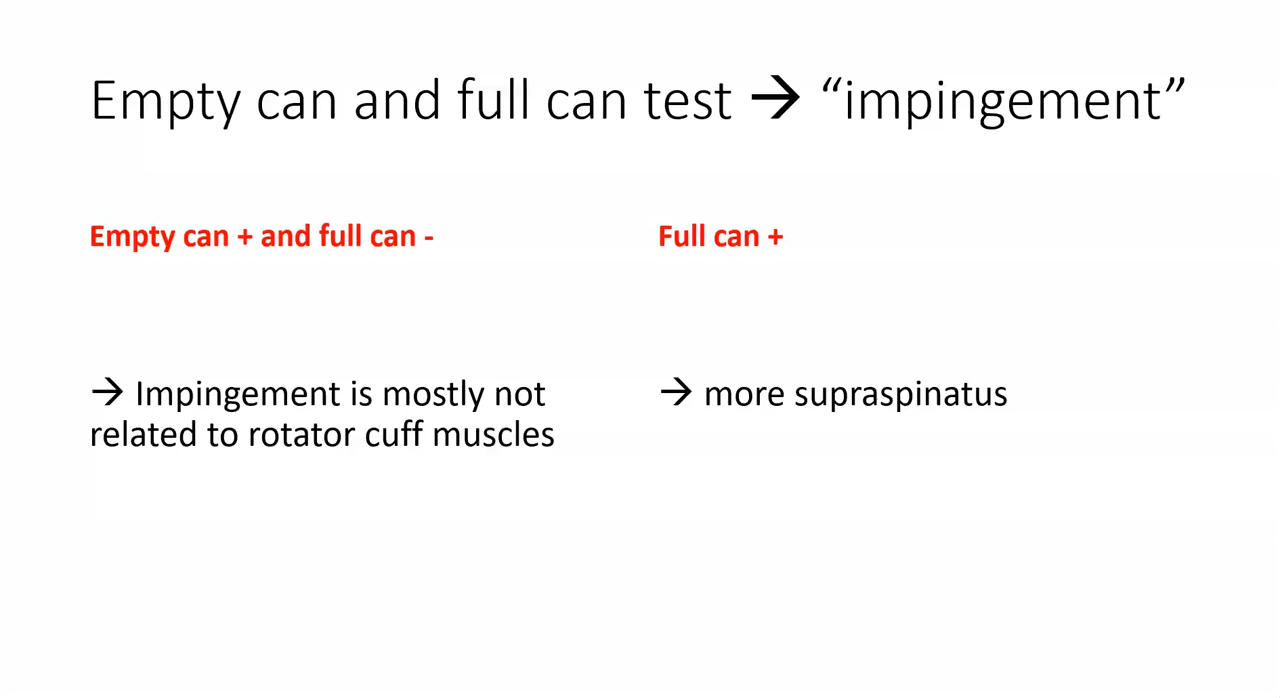 Empty can and full can test → “impingement”
Empty can + and full can -
Full can +
→ Impingement is mostly not
related to rotator cuff muscles
→ more supraspinatus